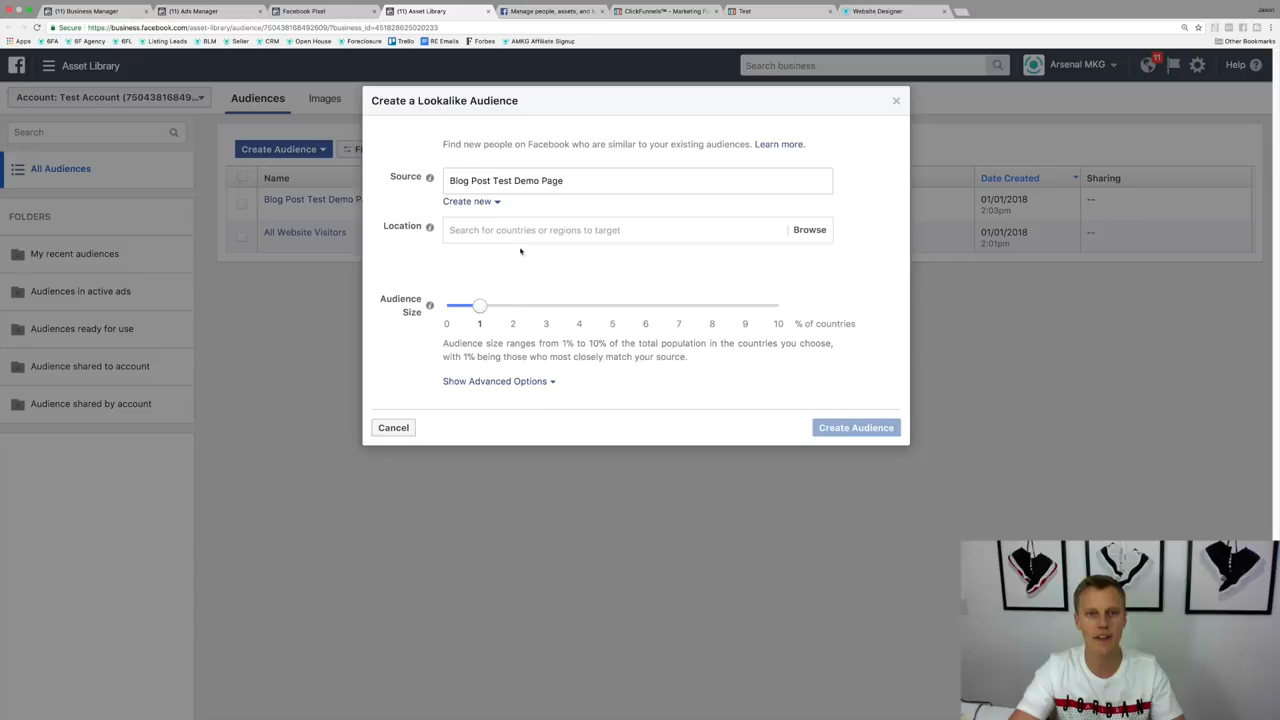 (11) Business Manager
(11) Ads Manager
Facebook Pixel
(11) Asset Library
Manage people, assets, and s
ClickFunnels™ - Marketing Fu
Test
Website Designer
Jason
Secure
https://business.facebook.com/asset-library/audience/750438168492609/?business_id=451828625020233
Apps
6FA
6F Agency
6FL
Listing Leads
BLM
Seller
CRM
Open House
Foreclosure
Trello
RE Emails
Forbes
AMKG Affiliate Signup
Other Bookmarks
Asset Library
Search business
Arsenal MKG
11
Help
Account: Test Account (75043816849...
Audiences
Images
Search
All Audiences
FOLDERS
My recent audiences
Audiences in active ads
Audiences ready for use
Audience shared to account
Audience shared by account
Create Audience
Fi
Name
Date Created
Sharing
Blog Post Test Demo P
01/01/2018
2:03pm
--
All Website Visitors
01/01/2018
2:01pm
--
Create a Lookalike Audience
Find new people on Facebook who are similar to your existing audiences. Learn more.
Source
Blog Post Test Demo Page
Create new
Location
Search for countries or regions to target
Browse
Audience
Size
0 1 2 3 4 5 6 7 8 9 10 % of countries
Audience size ranges from 1% to 10% of the total population in the countries you choose,
with 1% being those who most closely match your source.
Show Advanced Options
Cancel
Create Audience
JORDAN